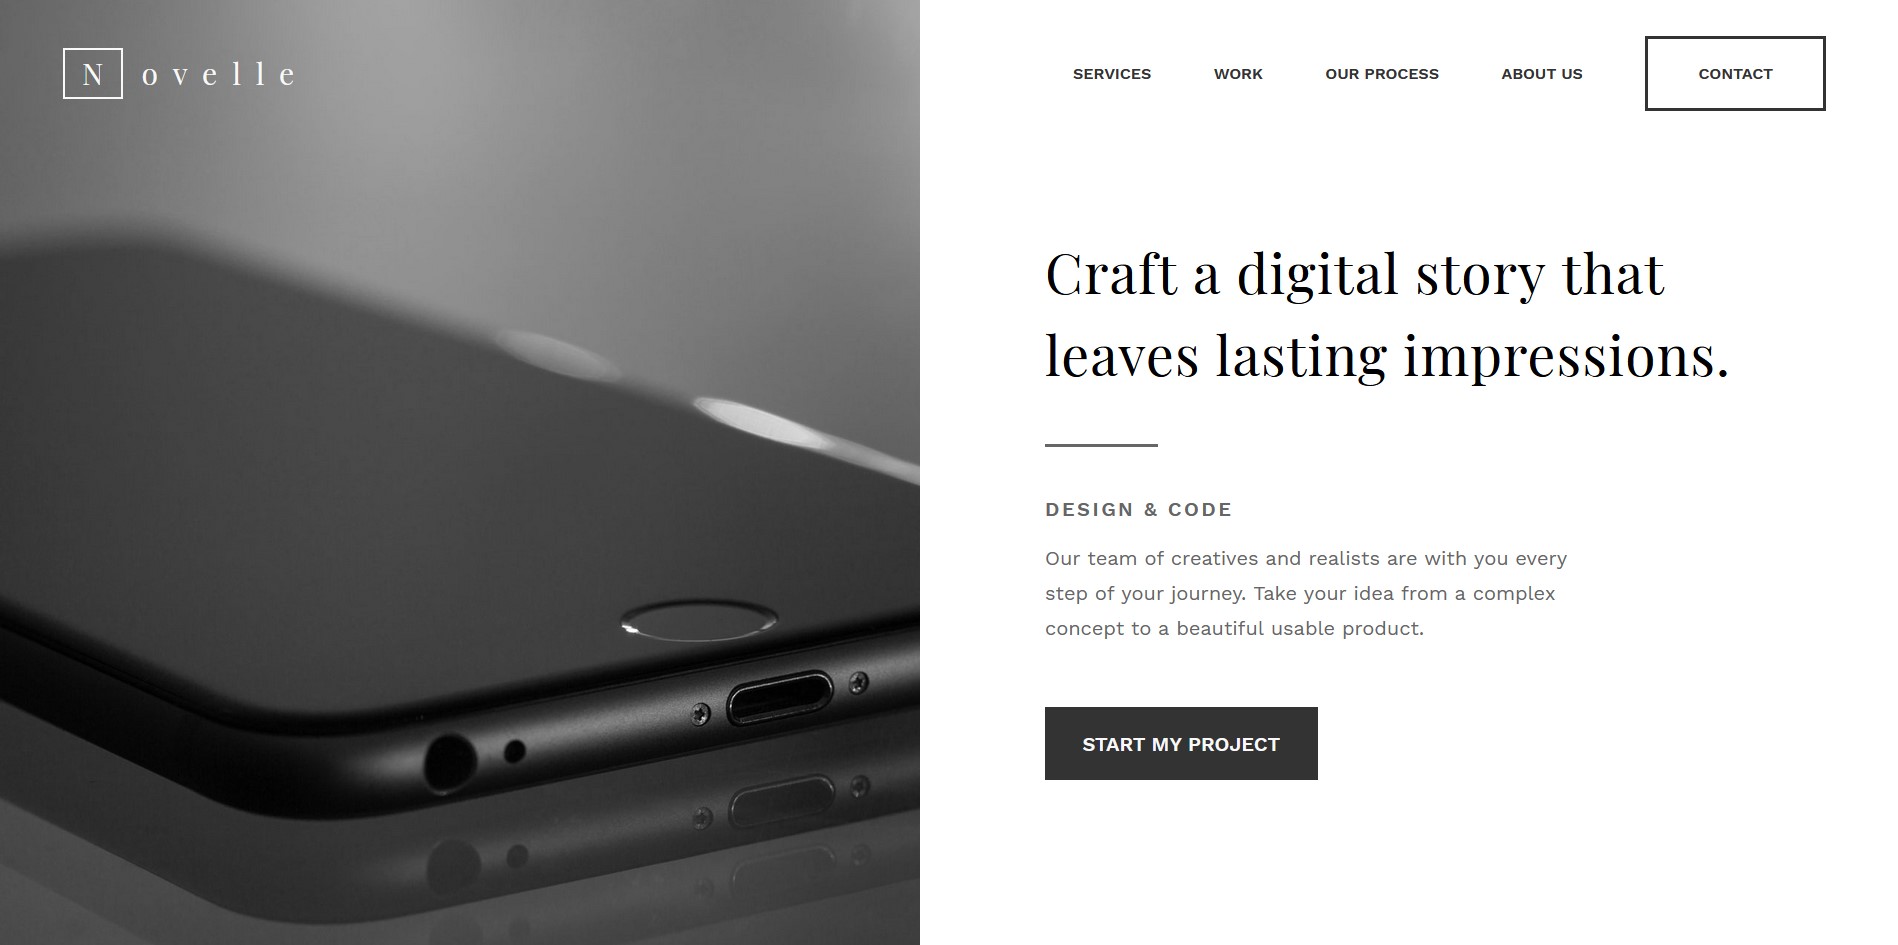 N ovelle
SERVICES WORK OUR PROCESS ABOUT US CONTACT
Craft a digital story that
leaves lasting impressions.
DESIGN & CODE
Our team of creatives and realists are with you every
step of your journey. Take your idea from a complex
concept to a beautiful usable product.
START MY PROJECT